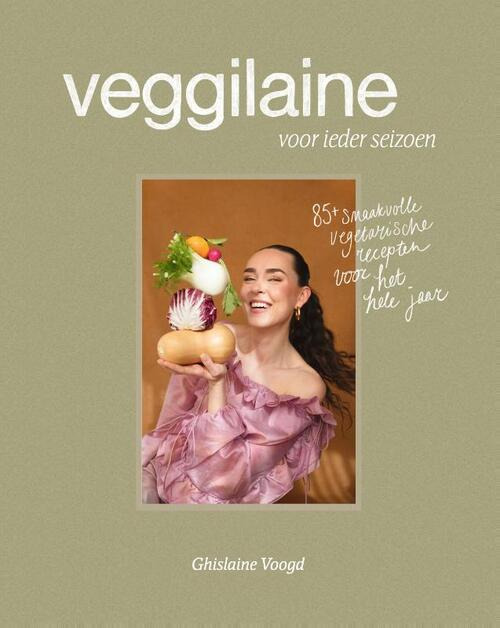 veggilaine
voor ieder seizoen
85+ smaakvolle
vegetarische
recepten
voor het
hele jaar
Ghislaine Voogd